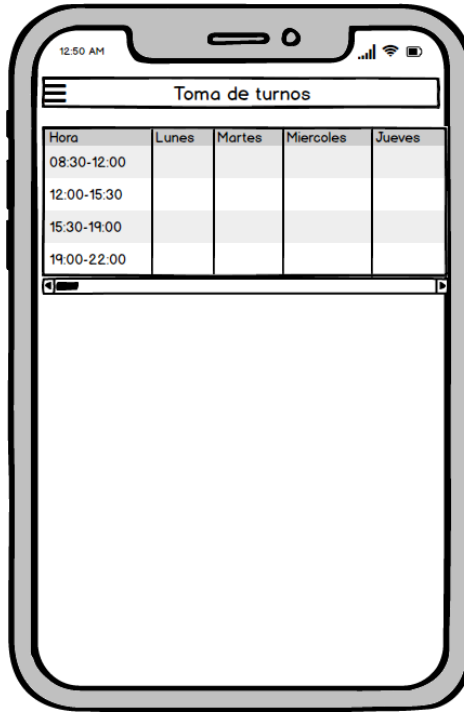 12:50 AM
Toma de turnos
Hora Lunes Martes Miercoles Jueves
08:30-12:00
12:00-15:30
15:30-19:00
19:00-22:00